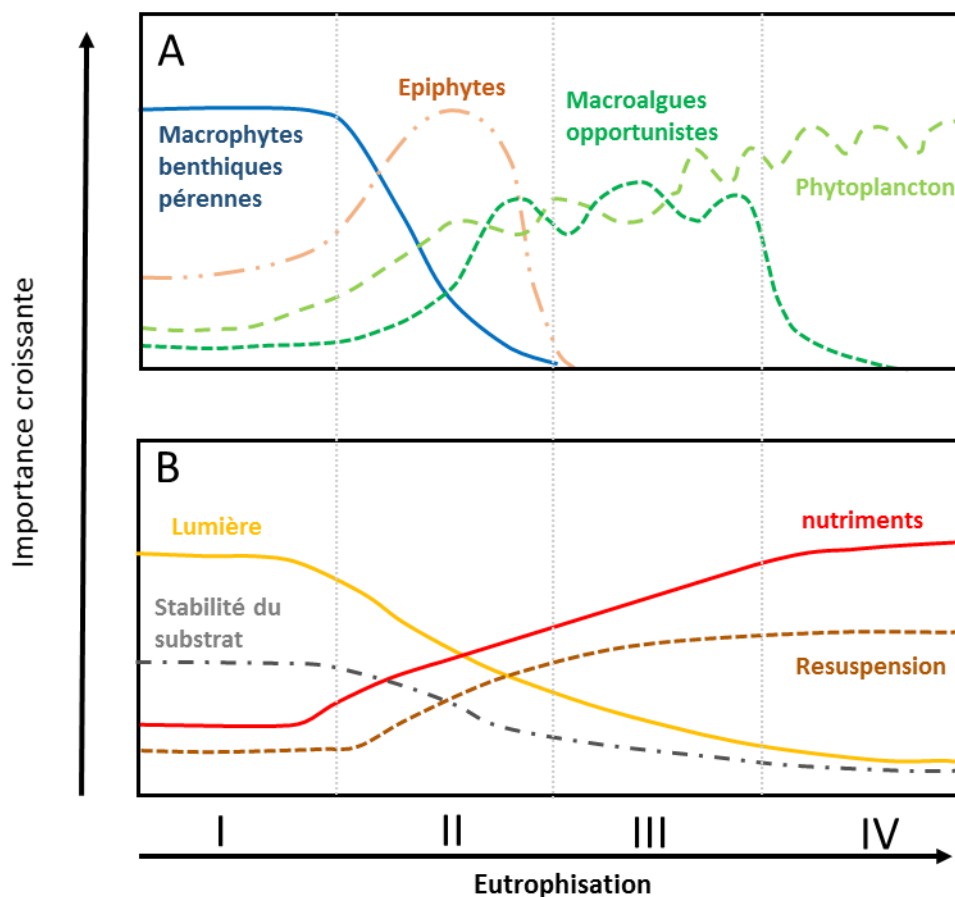 A
Epiphytes
Macroalgues
opportunistes
Macrophytes
benthiques
pérennes
Phytoplancton
Importance croissante
B
Lumière
nutriments
Stabilité du
substrat
Resuspension
I
II
III
IV
Eutrophisation